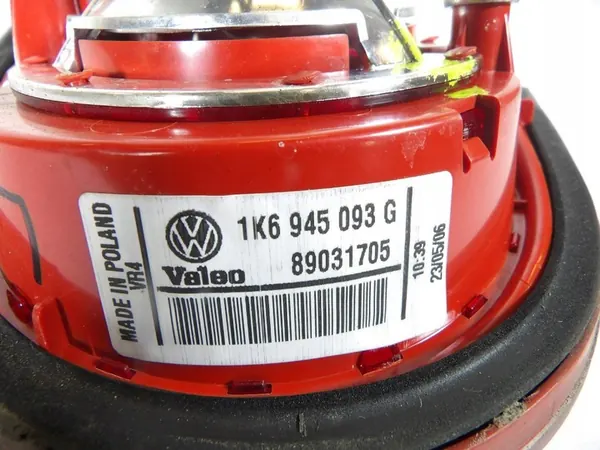 MADE IN POLAND
VR4
1K6 945 093 G
Valeo
89031705
10:39
23/05/06